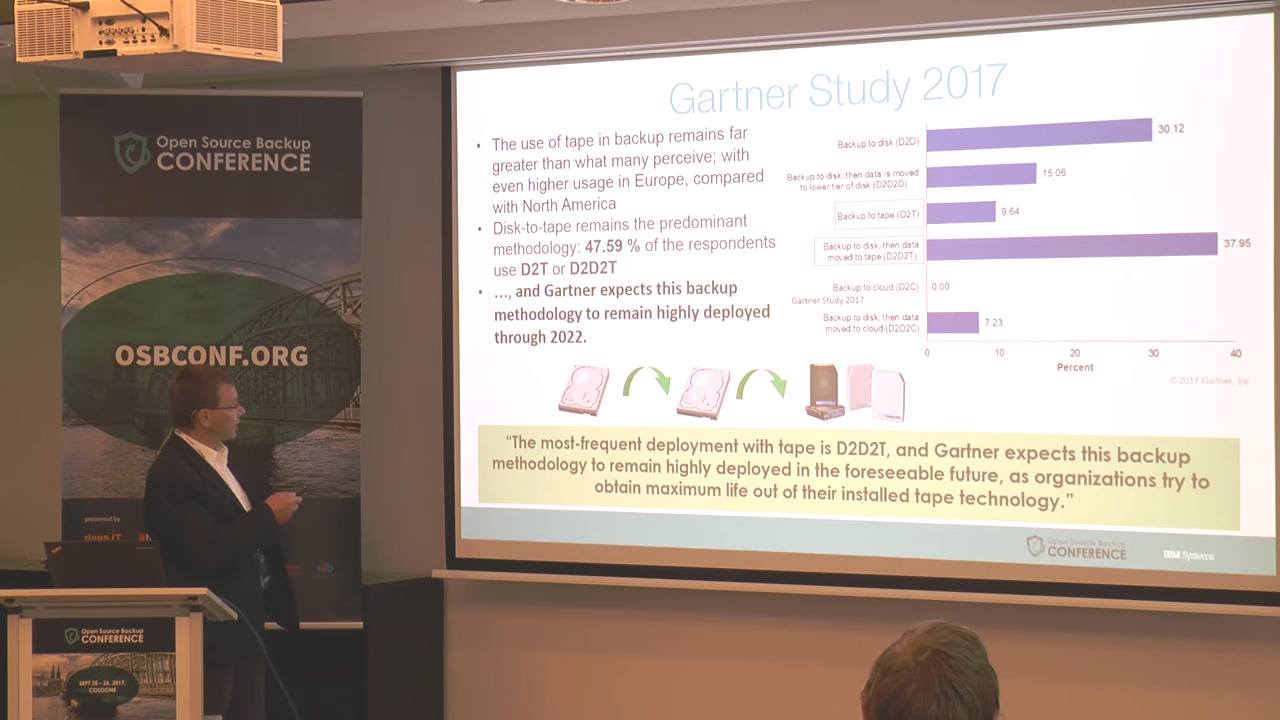 Open Source Backup
CONFERENCE
OSBCONF.ORG
presented by
dass IT
Open Source Backup
CONFERENCE
SEPT 25 – 26, 2017,
COLOGNE
Gartner Study 2017
• The use of tape in backup remains far
greater than what many perceive; with
even higher usage in Europe, compared
with North America
• Disk-to-tape remains the predominant
methodology: 47.59 % of the respondents
use D2T or D2D2T
• …, and Gartner expects this backup
methodology to remain highly deployed
through 2022.
Backup to disk (D2D)
30.12
Backup to disk, then data is moved
to lower tier of disk (D2D2D)
15.06
Backup to tape (D2T)
9.64
Backup to disk, then data
moved to tape (D2D2T)
37.95
Backup to cloud (D2C)
0.00
Gartner Study 2017
Backup to disk, then data
moved to cloud (D2D2C)
7.23
0 10 20 30 40
Percent
© 2017 Gartner, Inc
“The most-frequent deployment with tape is D2D2T, and Gartner expects this backup
methodology to remain highly deployed in the foreseeable future, as organizations try to
obtain maximum life out of their installed tape technology.”
Open Source Backup
CONFERENCE
IBM Systems